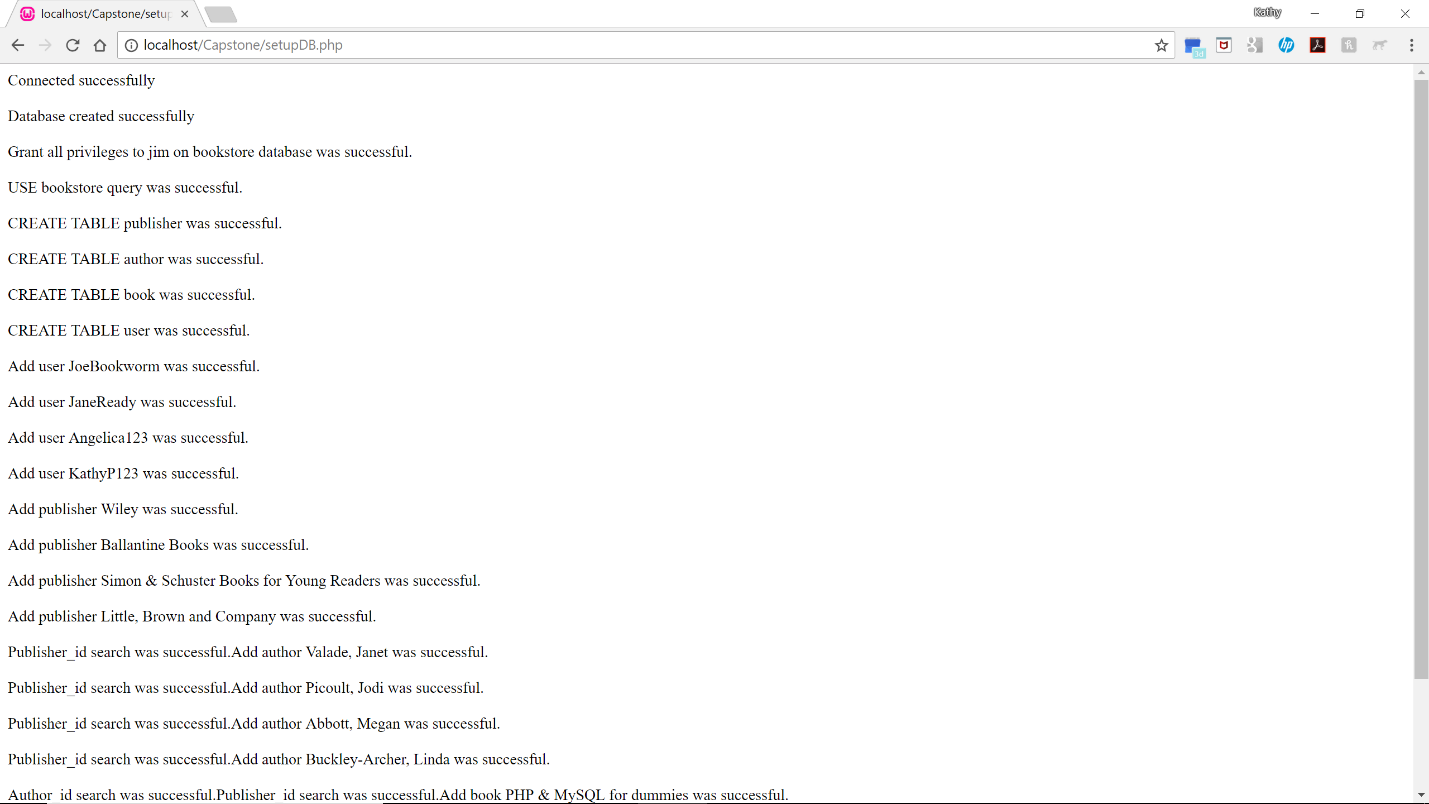 localhost/Capstone/setup
Kathy
localhost/Capstone/setupDB.php
Connected successfully
Database created successfully
Grant all privileges to jim on bookstore database was successful.
USE bookstore query was successful.
CREATE TABLE publisher was successful.
CREATE TABLE author was successful.
CREATE TABLE book was successful.
CREATE TABLE user was successful.
Add user JoeBookworm was successful.
Add user JaneReady was successful.
Add user Angelica123 was successful.
Add user KathyP123 was successful.
Add publisher Wiley was successful.
Add publisher Ballantine Books was successful.
Add publisher Simon & Schuster Books for Young Readers was successful.
Add publisher Little, Brown and Company was successful.
Publisher_id search was successful.Add author Valade, Janet was successful.
Publisher_id search was successful.Add author Picoult, Jodi was successful.
Publisher_id search was successful.Add author Abbott, Megan was successful.
Publisher_id search was successful.Add author Buckley-Archer, Linda was successful.
Author_id search was successful.Publisher_id search was successful.Add book PHP & MySQL for dummies was successful.